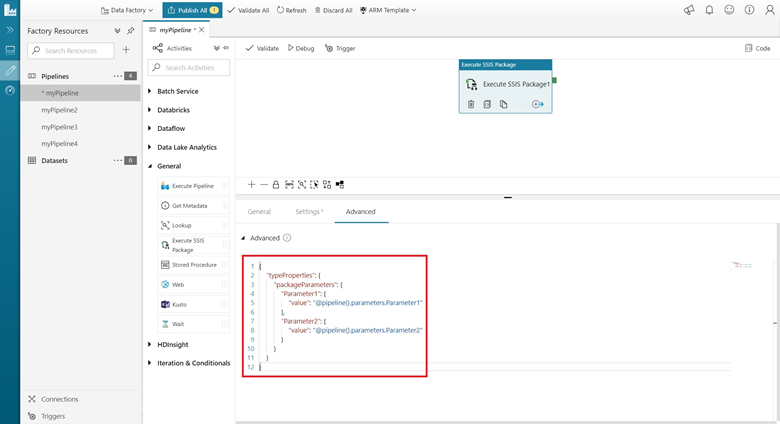 Data Factory
Publish All 1
Validate All
Refresh
Discard All
ARM Template
Factory Resources
Search Resources
Pipelines
4
* myPipeline
myPipeline2
myPipeline3
myPipeline4
Datasets
0
Connections
Triggers
myPipeline *
Activities
Search Activities
Batch Service
Databricks
Dataflow
Data Lake Analytics
General
Execute Pipeline
Get Metadata
Lookup
Execute SSIS
Package
Stored Procedure
Web
Kusto
Wait
HDInsight
Iteration & Conditionals
Validate
Debug
Trigger
Code
Execute SSIS Package
Execute SSIS Package1
General
Settings
Advanced
Advanced
1 {
2 "typeProperties": {
3 "packageParameters": {
4 "Parameter1": {
5 "value": "@pipeline().parameters.Parameter1"
6 },
7 "Parameter2": {
8 "value": "@pipeline().parameters.Parameter2"
9 }
10 }
11 }
12 }